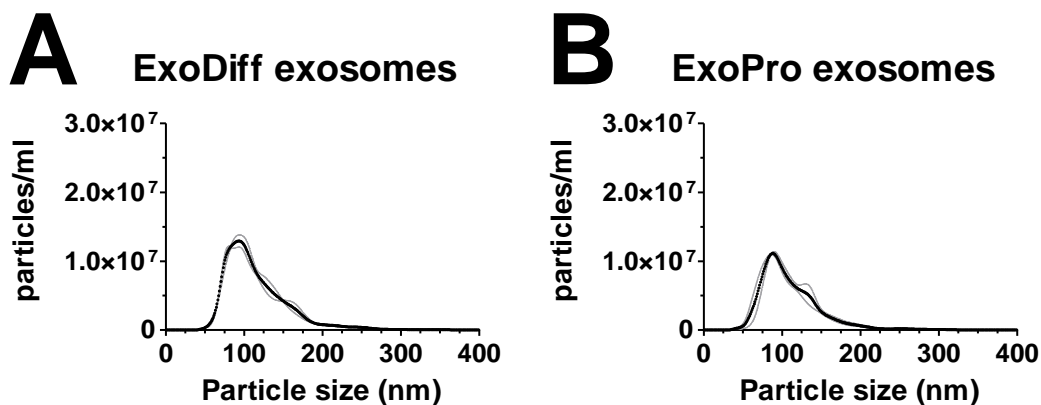 A
ExoDiff exosomes
particles/ml
3.0×10⁷
2.0×10⁷
1.0×10⁷
0
0 100 200 300 400
Particle size (nm)
B
ExoPro exosomes
particles/ml
3.0×10⁷
2.0×10⁷
1.0×10⁷
0
0 100 200 300 400
Particle size (nm)